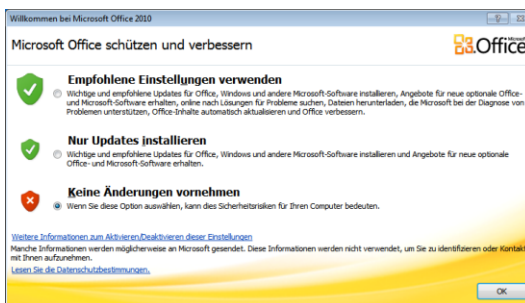 Willkommen bei Microsoft Office 2010
Microsoft Office schützen und verbessern
Microsoft
Office
Empfohlene Einstellungen verwenden
Wichtige und empfohlene Updates für Office, Windows und andere Microsoft-Software installieren, Angebote für neue optionale Office-
und Microsoft-Software erhalten, online nach Lösungen für Probleme suchen, Dateien herunterladen, die Microsoft bei der Diagnose von
Problemen unterstützen, Office-Inhalte automatisch aktualisieren und Office verbessern.
Nur Updates installieren
Wichtige und empfohlene Updates für Office, Windows und andere Microsoft-Software installieren und Angebote für neue optionale
Office- und Microsoft-Software erhalten.
Keine Änderungen vornehmen
Wenn Sie diese Option auswählen, kann dies Sicherheitsrisiken für Ihren Computer bedeuten.
Weitere Informationen zum Aktivieren/Deaktivieren dieser Einstellungen
Manche Informationen werden möglicherweise an Microsoft gesendet. Diese Informationen werden nicht verwendet, um Sie zu identifizieren oder Kontakt
mit Ihnen aufzunehmen.
Lesen Sie die Datenschutzbestimmungen.
OK